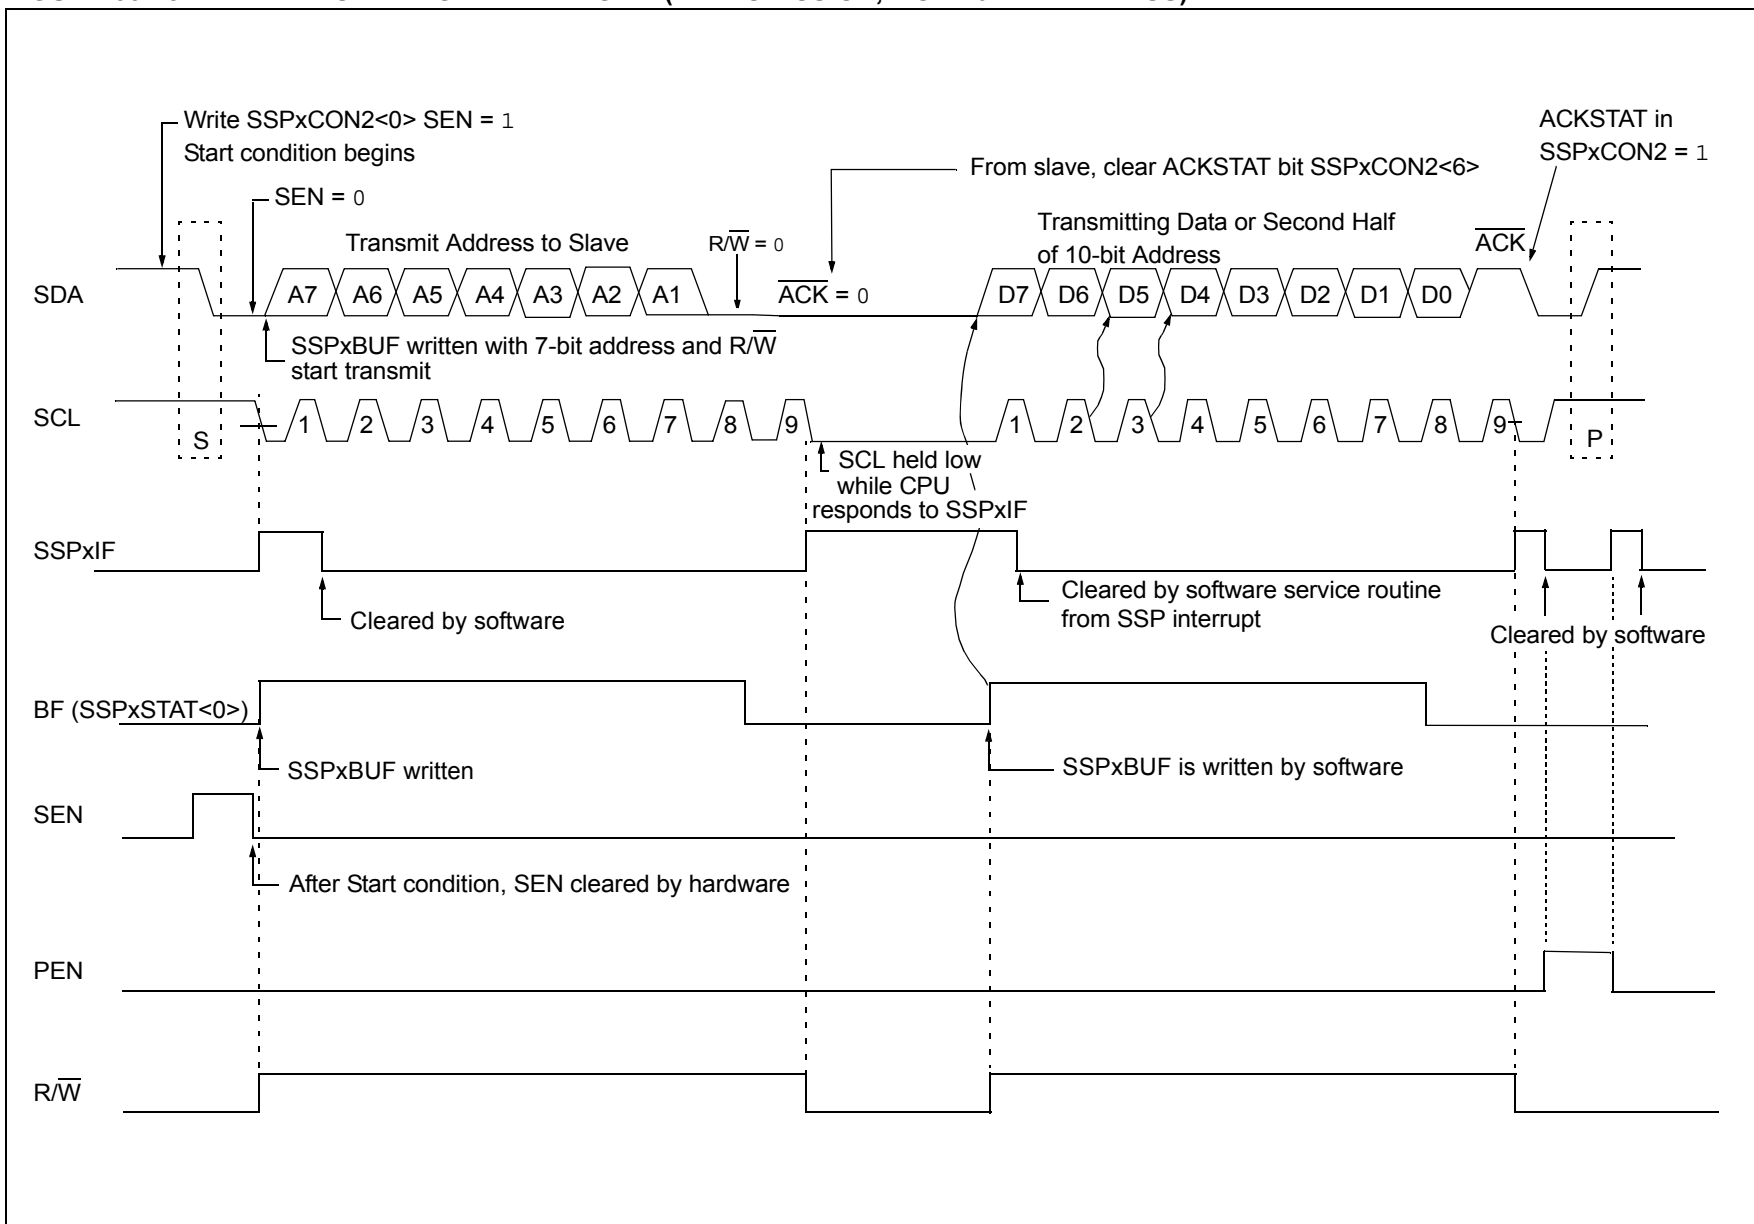 Write SSPxCON2<0> SEN = 1
Start condition begins
ACKSTAT in
SSPxCON2 = 1
From slave, clear ACKSTAT bit SSPxCON2<6>
SEN = 0
Transmitting Data or Second Half
of 10-bit Address
Transmit Address to Slave
R/W̅ = 0
A̅C̅K̅
SDA
A7 A6 A5 A4 A3 A2 A1
A̅C̅K̅ = 0
D7 D6 D5 D4 D3 D2 D1 D0
SSPxBUF written with 7-bit address and R/W̅
start transmit
SCL
S
1 2 3 4 5 6 7 8 9
1 2 3 4 5 6 7 8 9
P
SCL held low
while CPU
responds to SSPxIF
SSPxIF
Cleared by software
Cleared by software service routine
from SSP interrupt
Cleared by software
BF (SSPxSTAT<0>)
SSPxBUF written
SSPxBUF is written by software
SEN
After Start condition, SEN cleared by hardware
PEN
R/W̅